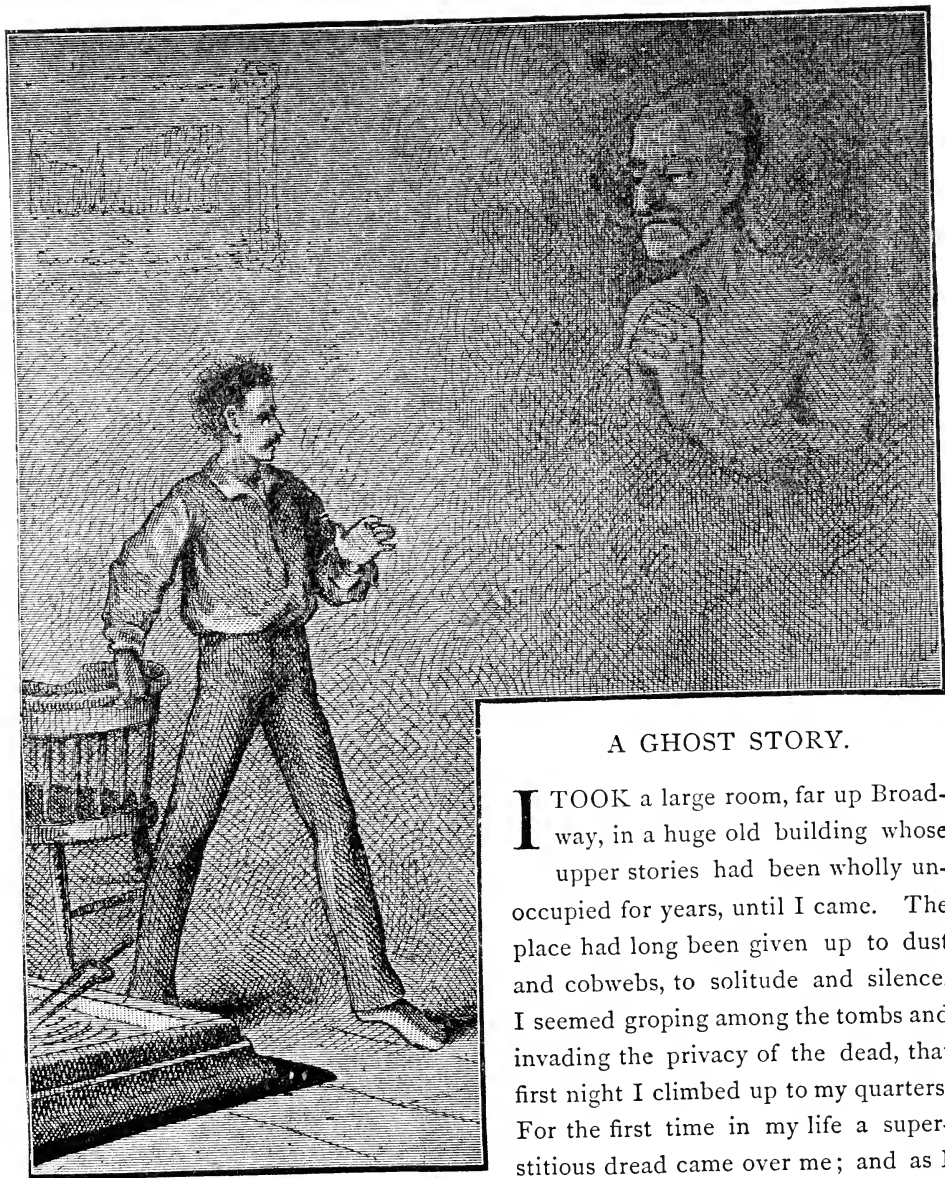 A GHOST STORY.
I TOOK a large room, far up Broad-
way, in a huge old building whose
upper stories had been wholly un-
occupied for years, until I came. The
place had long been given up to dust
and cobwebs, to solitude and silence.
I seemed groping among the tombs and
invading the privacy of the dead, that
first night I climbed up to my quarters.
For the first time in my life a super-
stitious dread came over me; and as I